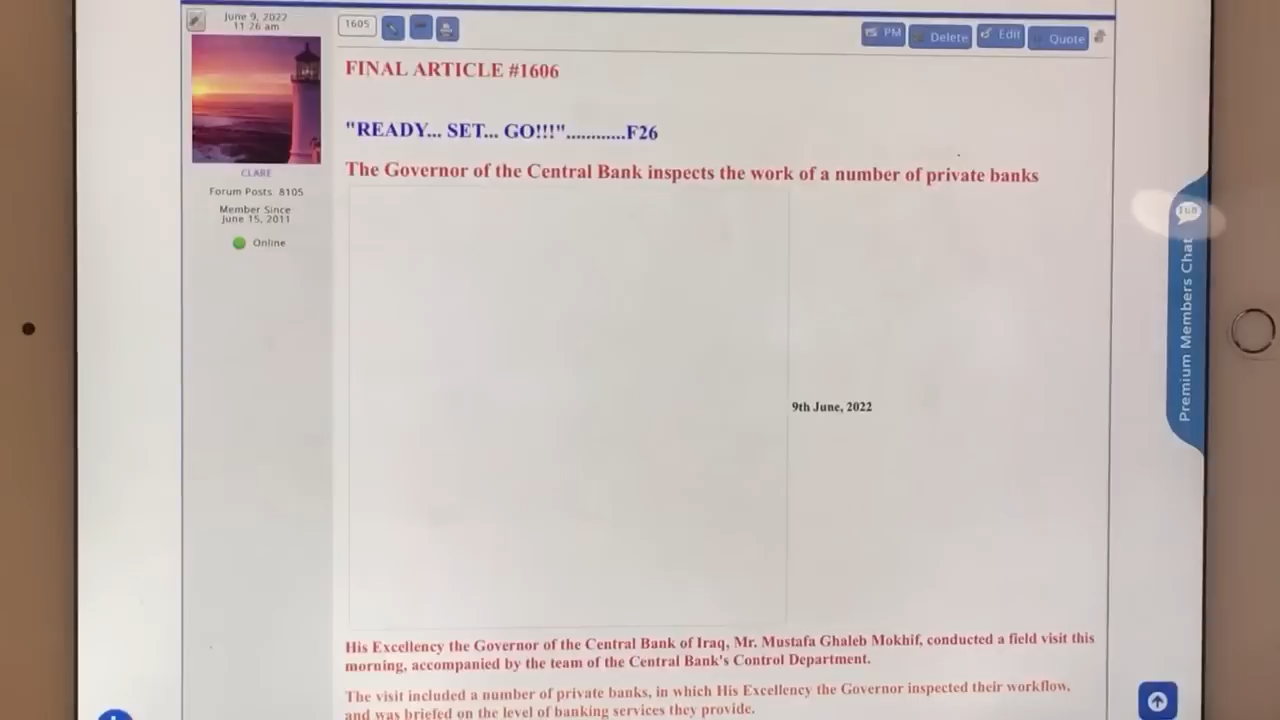 June 9, 2022
11:26 am
1605
PM
Delete
Edit
Quote
FINAL ARTICLE #1606
"READY... SET... GO!!!"............F26
CLARE
Forum Posts: 8105
Member Since
June 15, 2011
Online
The Governor of the Central Bank inspects the work of a number of private banks
168
Premium Members Chat
9th June, 2022
His Excellency the Governor of the Central Bank of Iraq, Mr. Mustafa Ghaleb Mokhif, conducted a field visit this
morning, accompanied by the team of the Central Bank's Control Department.
The visit included a number of private banks, in which His Excellency the Governor inspected their workflow,
and was briefed on the level of banking services they provide.